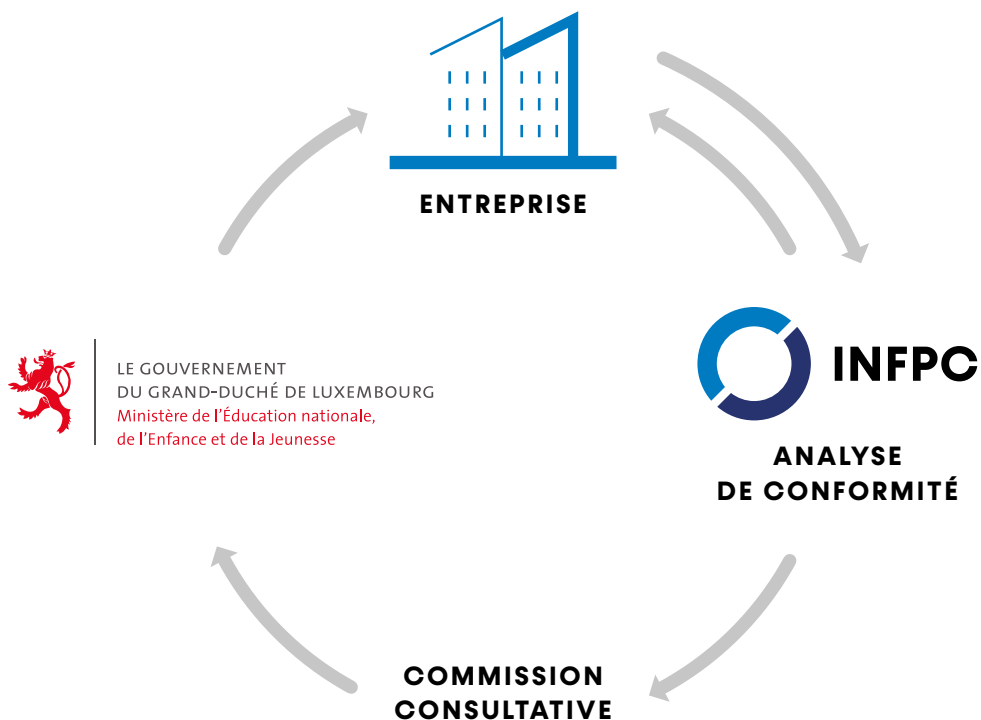 ENTREPRISE
LE GOUVERNEMENT
DU GRAND-DUCHÉ DE LUXEMBOURG
Ministère de l'Éducation nationale,
de l'Enfance et de la Jeunesse
INFPC
ANALYSE
DE CONFORMITÉ
COMMISSION
CONSULTATIVE